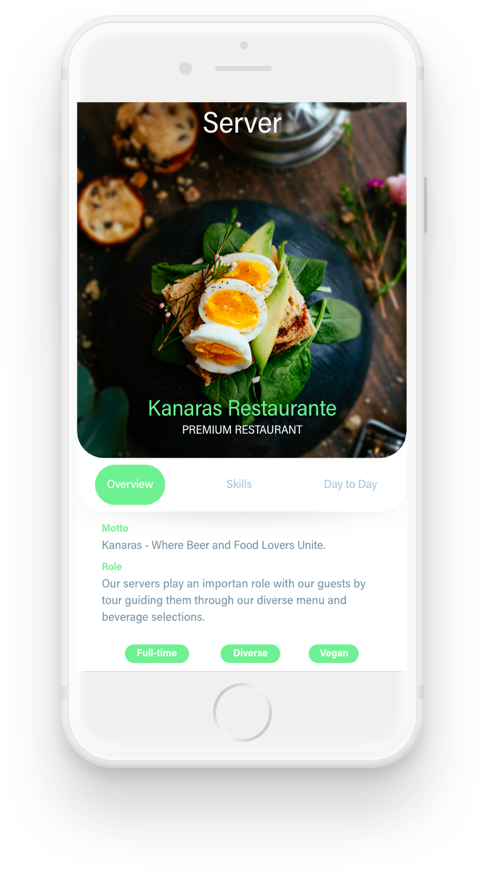 Server
Kanaras Restaurante
PREMIUM RESTAURANT
Overview Skills Day to Day
Motto
Kanaras - Where Beer and Food Lovers Unite.
Role
Our servers play an importan role with our guests by
tour guiding them through our diverse menu and
beverage selections.
Full-time Diverse Vegan